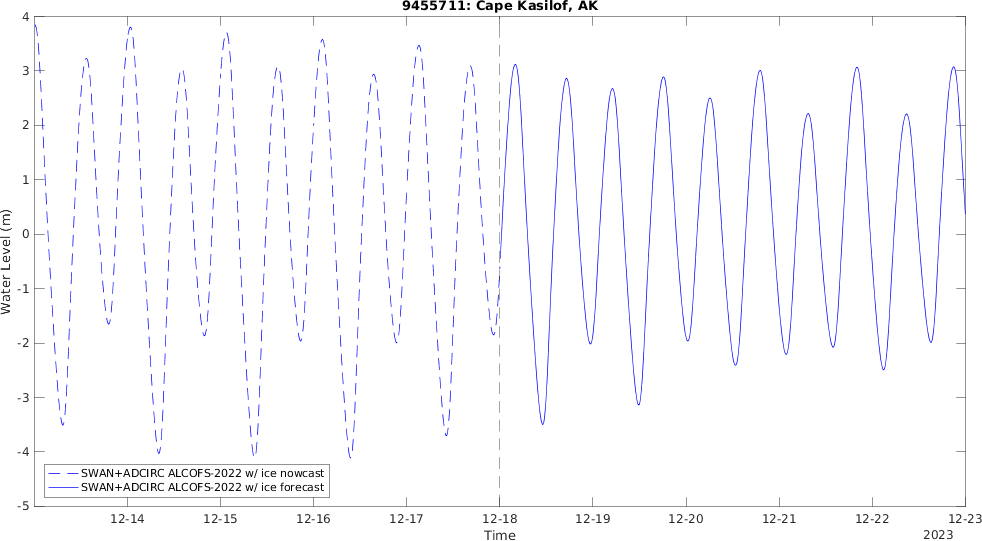 9455711: Cape Kasilof, AK
4
3
2
1
0
-1
-2
-3
-4
-5
Water Level (m)
SWAN+ADCIRC ALCOFS-2022 w/ ice nowcast
SWAN+ADCIRC ALCOFS-2022 w/ ice forecast
12-14 12-15 12-16 12-17 12-18 12-19 12-20 12-21 12-22 12-23
Time
2023